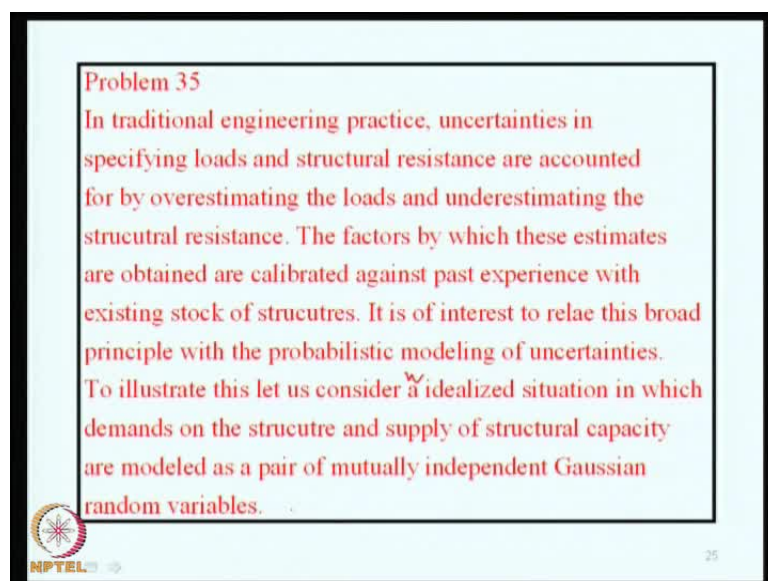 Problem 35
In traditional engineering practice, uncertainties in
specifying loads and structural resistance are accounted
for by overestimating the loads and underestimating the
strucutral resistance. The factors by which these estimates
are obtained are calibrated against past experience with
existing stock of strucutres. It is of interest to relae this broad
principle with the probabilistic modeling of uncertainties.
To illustrate this let us consider a idealized situation in which
demands on the strucutre and supply of structural capacity
are modeled as a pair of mutually independent Gaussian
random variables.
NPTEL
25